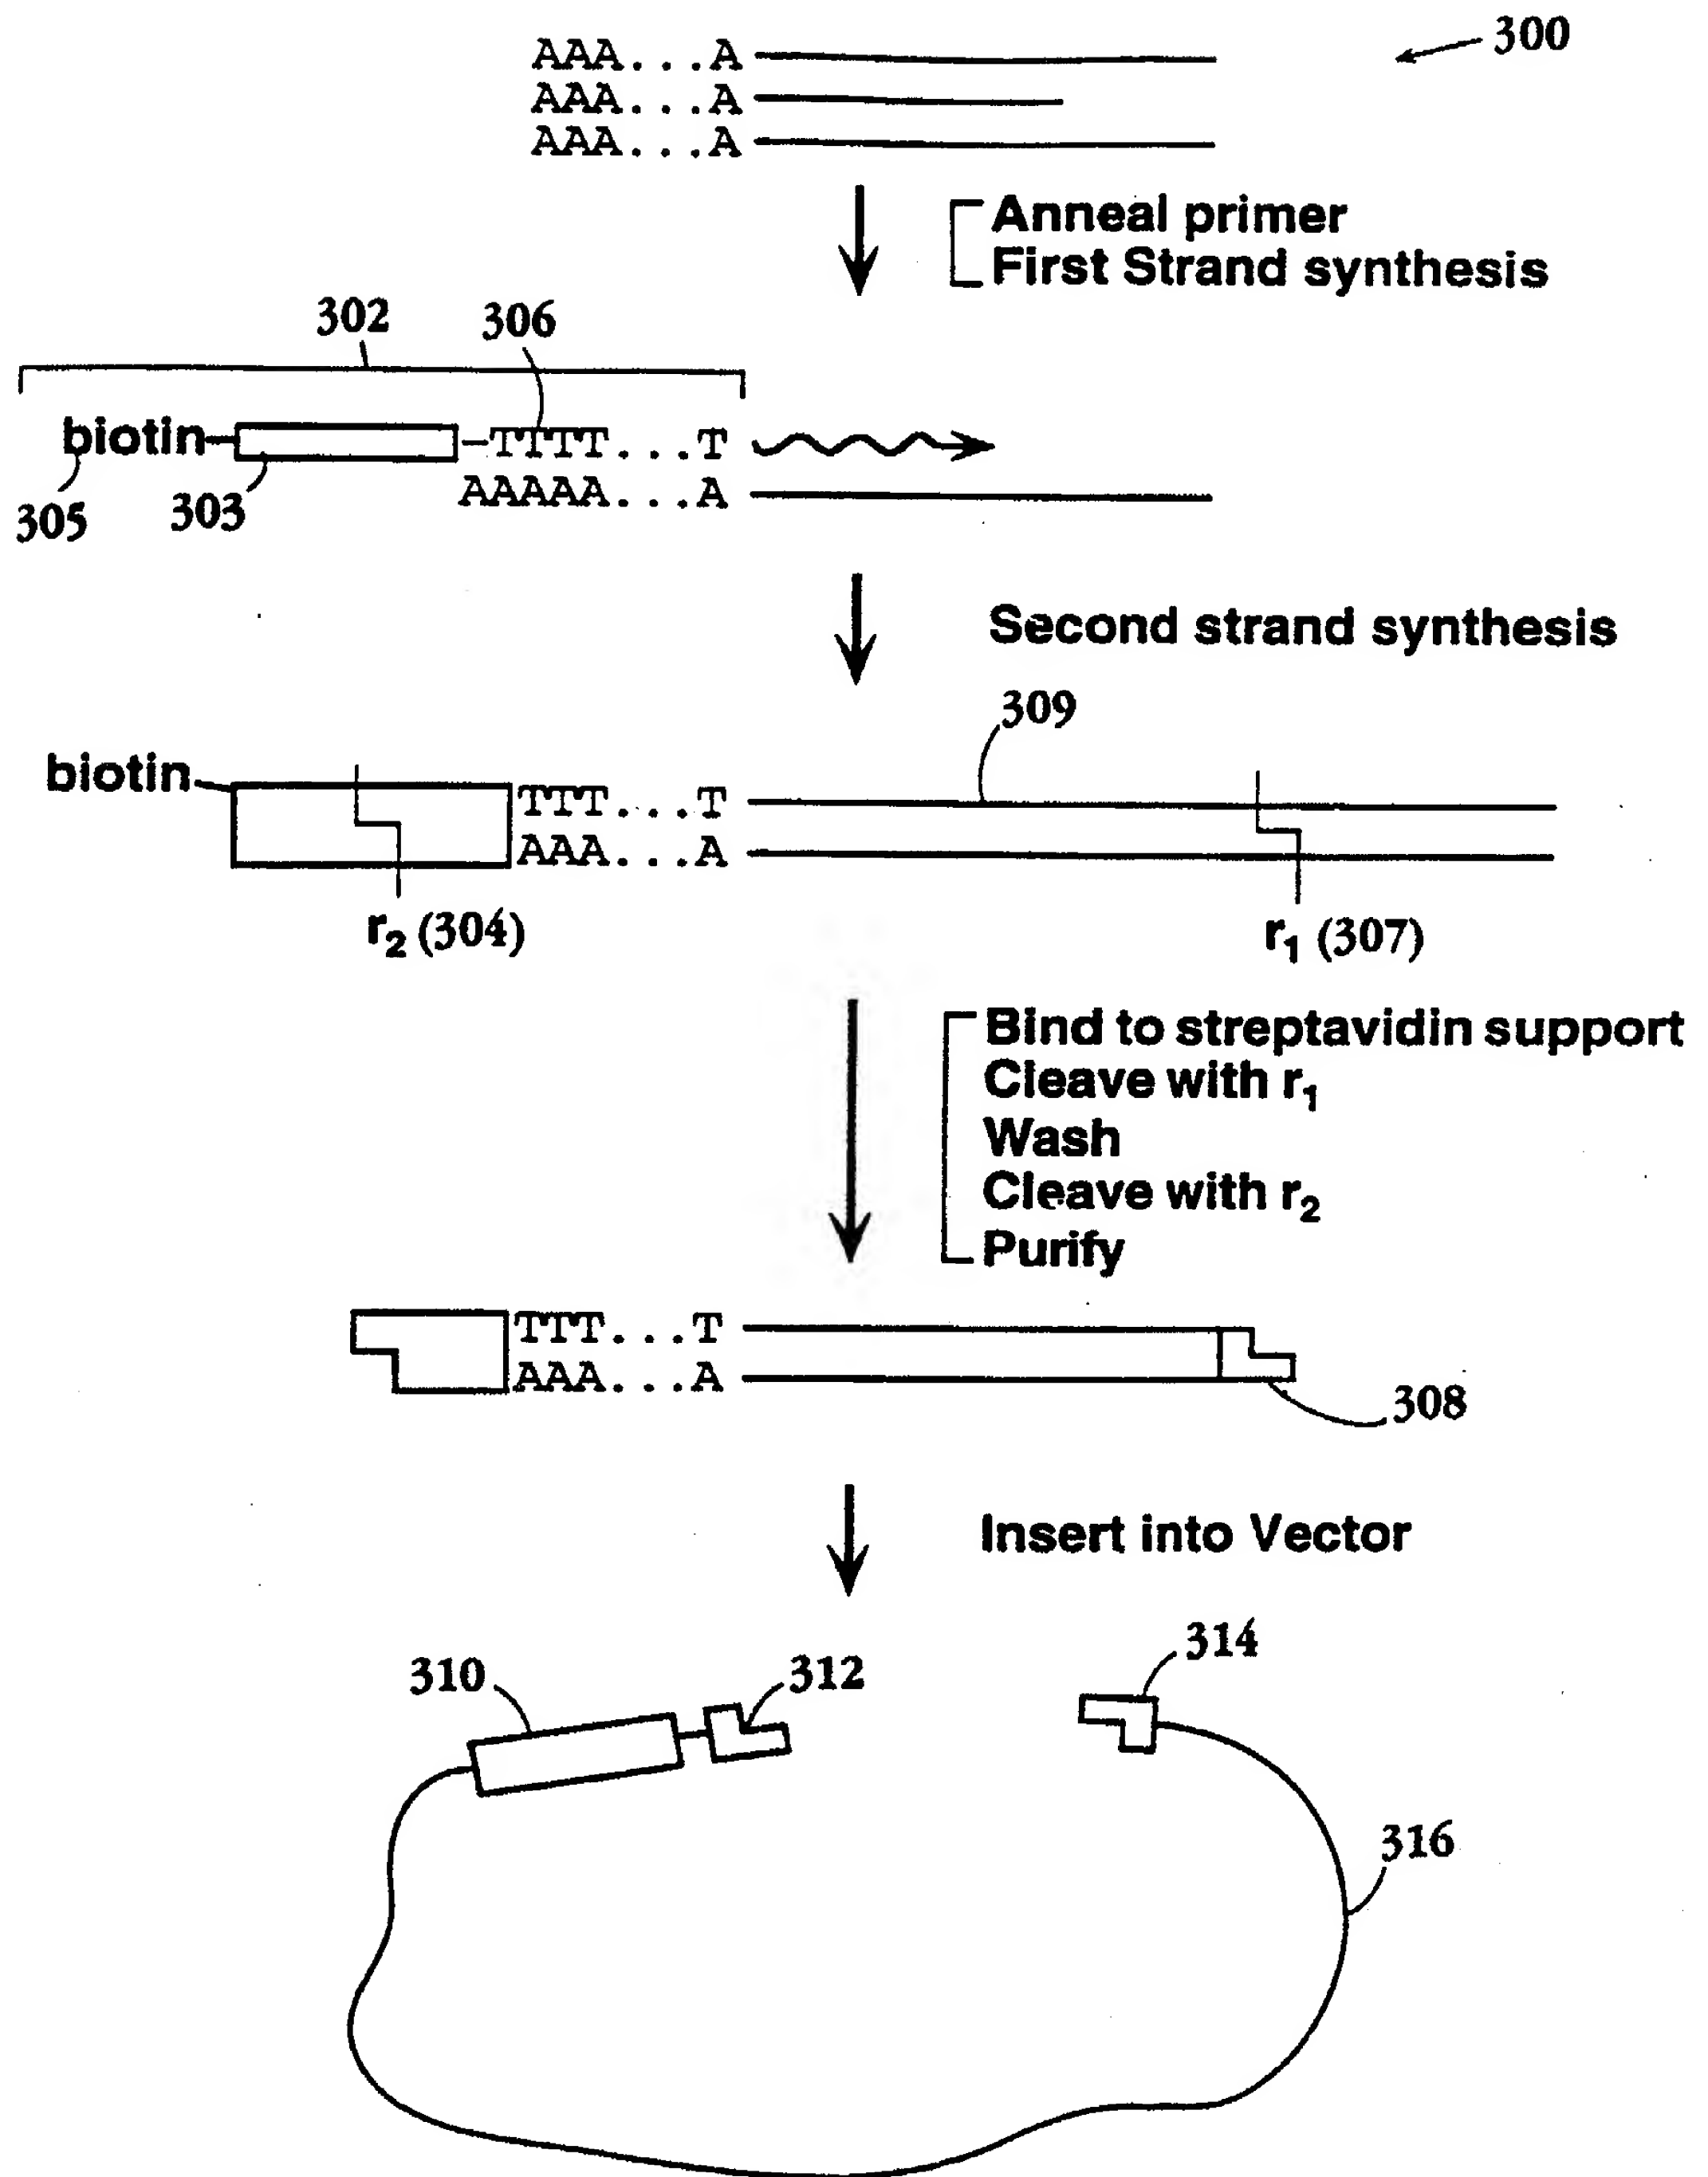 300
AAA...A
AAA...A
AAA...A
Anneal primer
First Strand synthesis
302
306
biotin-TTTT...T
AAAAA...A
305
303
Second strand synthesis
309
biotin
TTT...T
AAA...A
r₂ (304)
r₁ (307)
Bind to streptavidin support
Cleave with r₁
Wash
Cleave with r₂
Purify
TTT...T
AAA...A
308
Insert into Vector
310
312
314
316